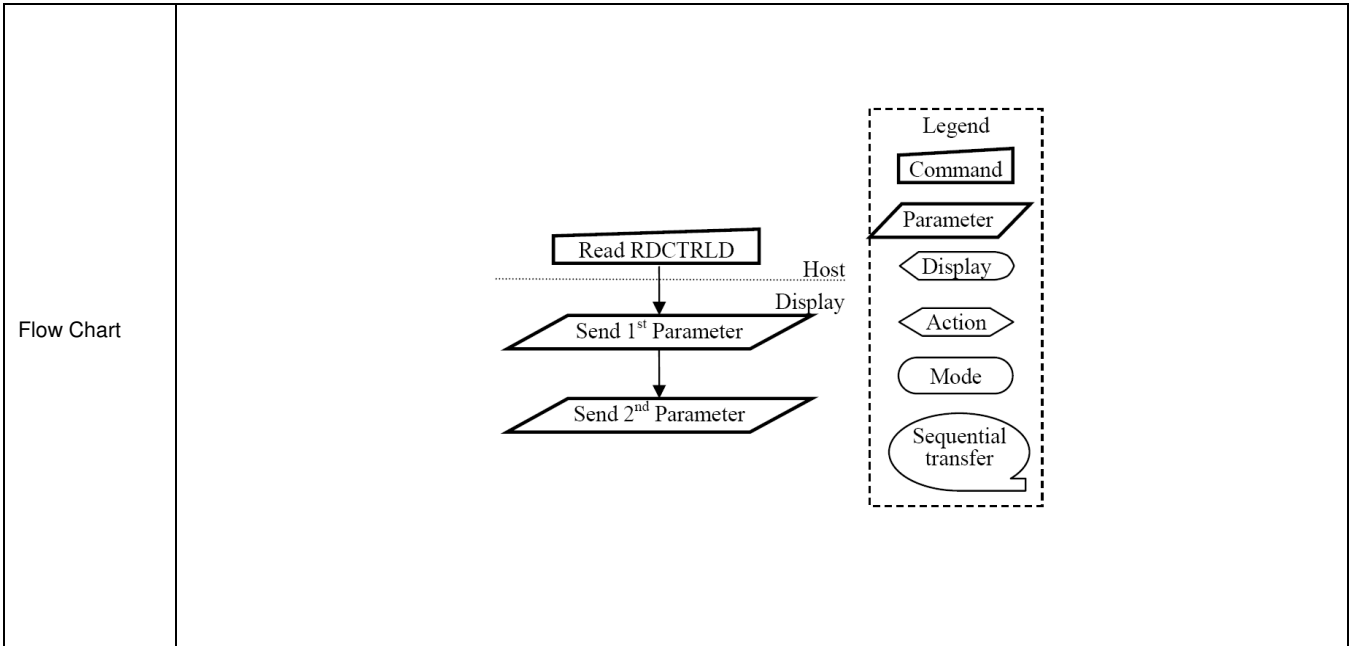 Flow Chart
Read RDCTRLD
Host
Display
Send 1st Parameter
Send 2nd Parameter
Legend
Command
Parameter
Display
Action
Mode
Sequential
transfer